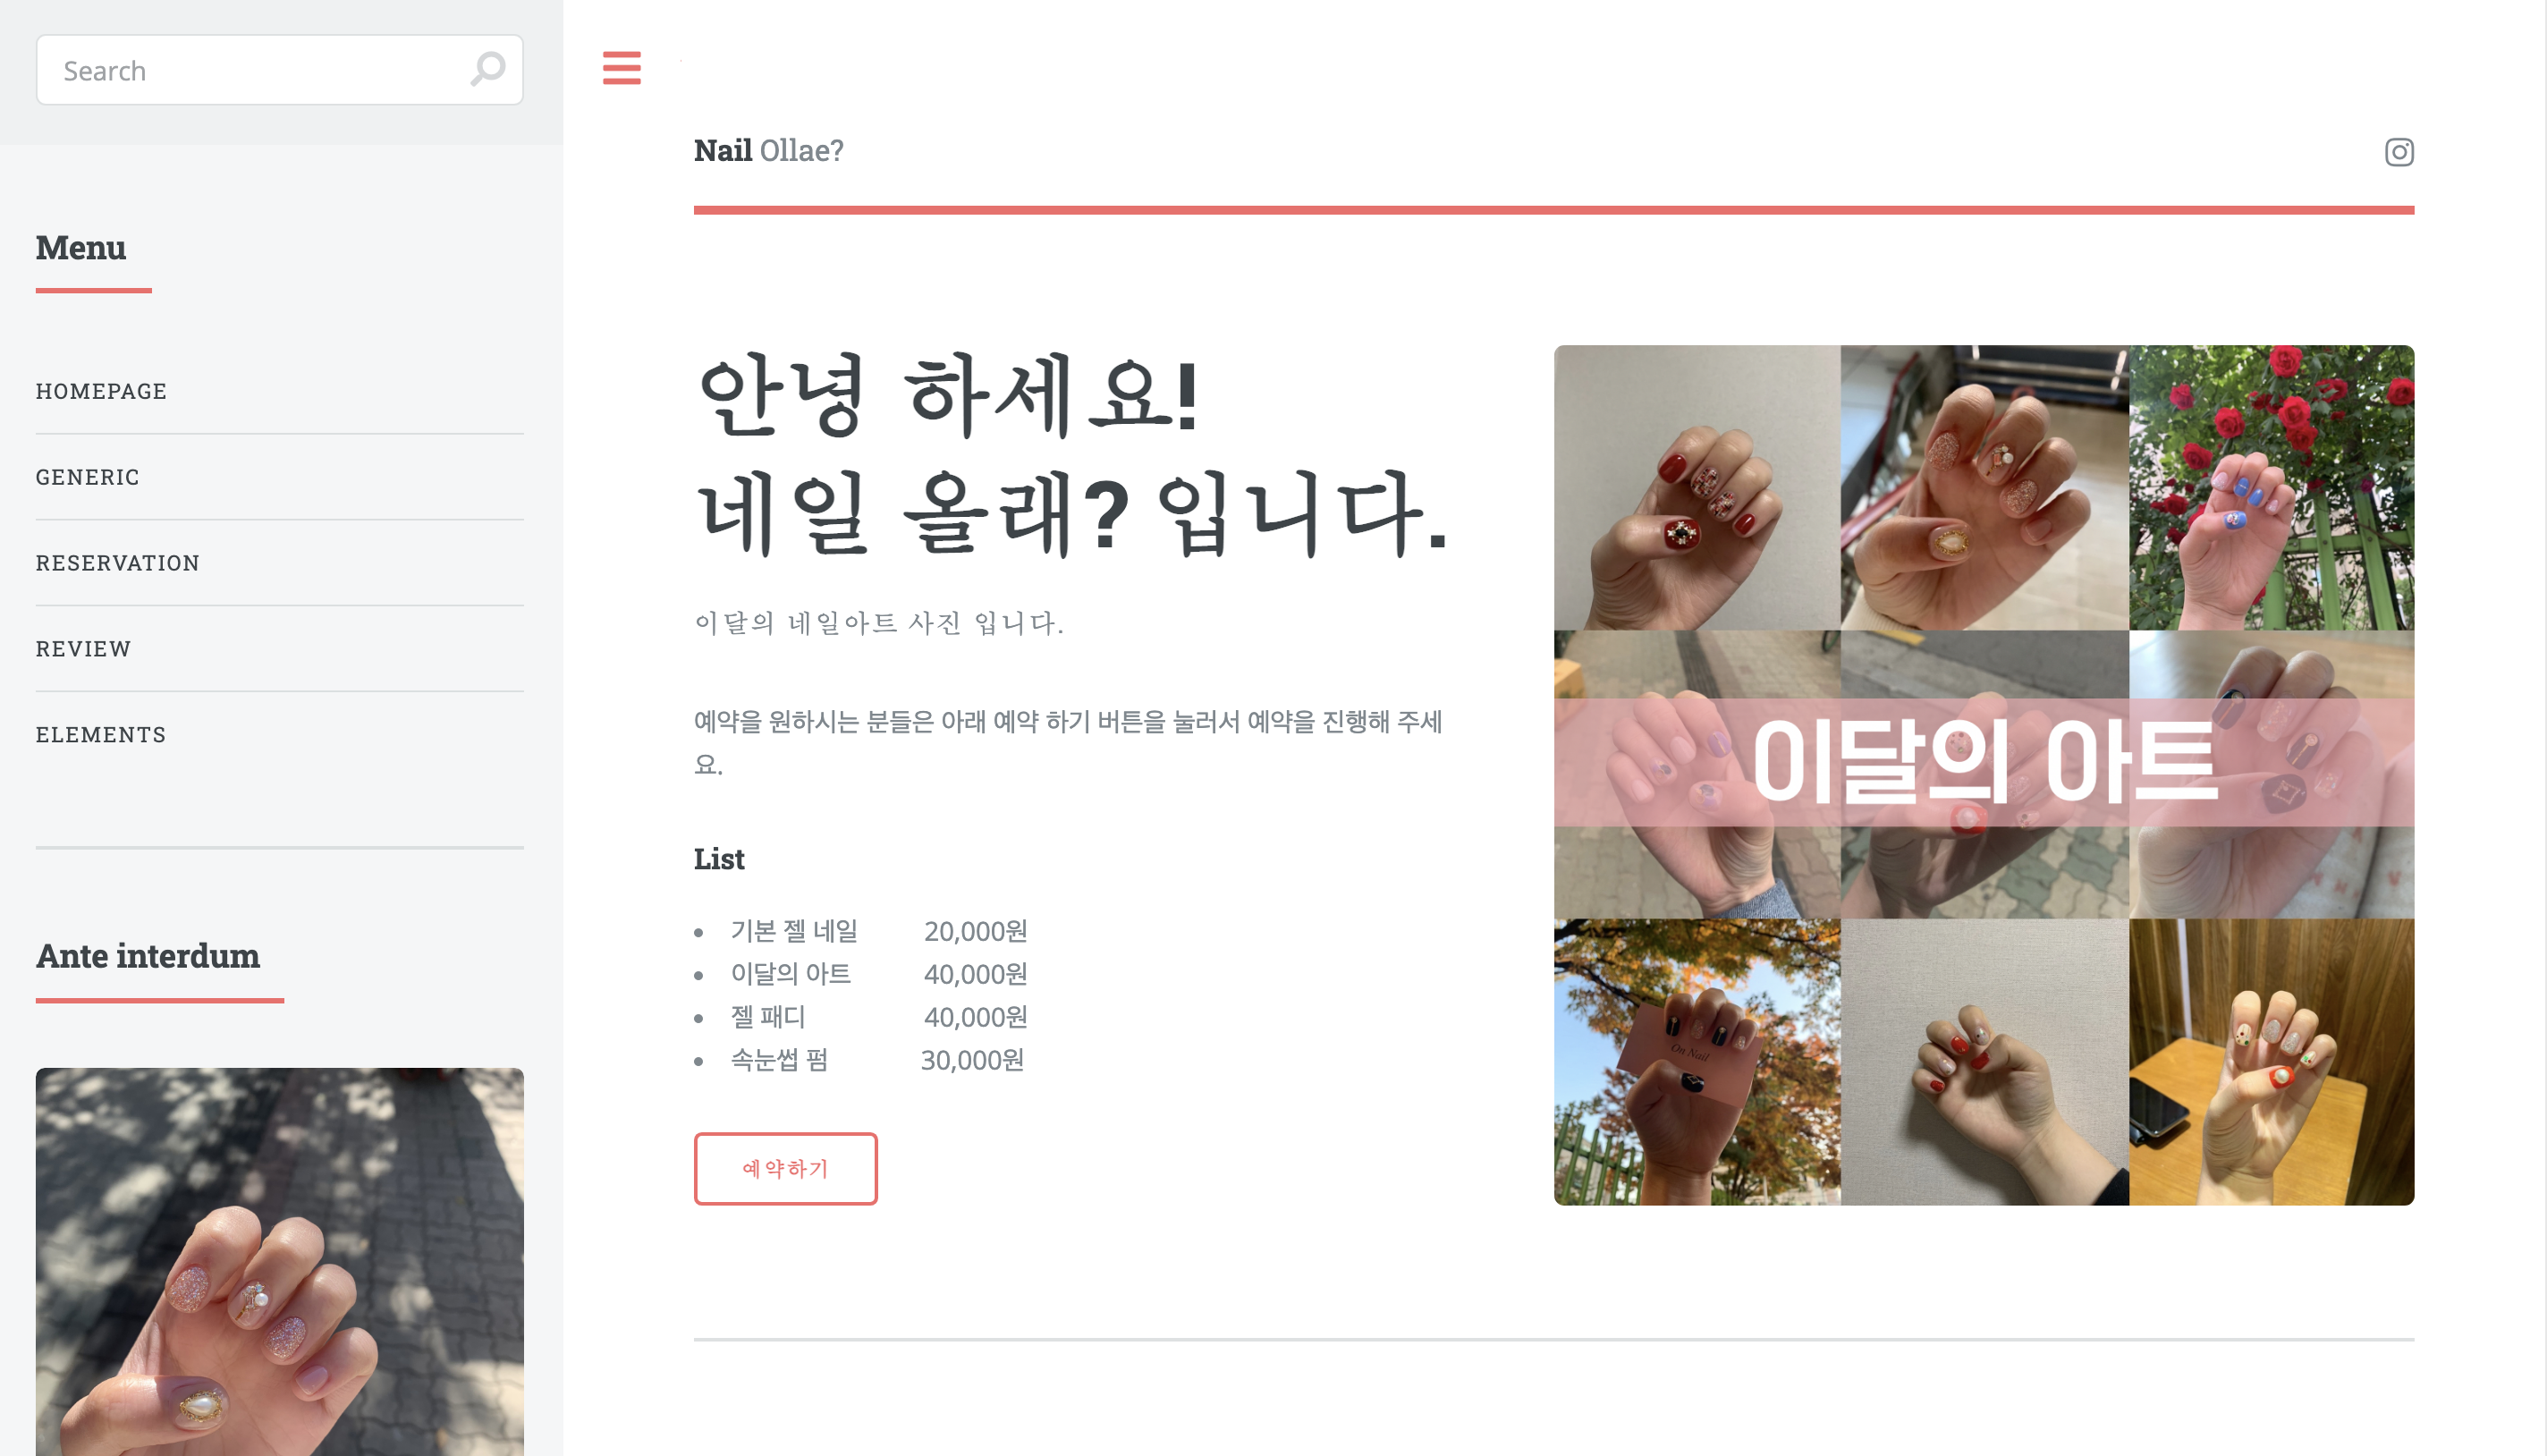 Search
Menu
HOMEPAGE
GENERIC
RESERVATION
REVIEW
ELEMENTS
Ante interdum
Nail Ollae?
안녕 하세요!
네일 올래? 입니다.
이달의 네일아트 사진 입니다.
예약을 원하시는 분들은 아래 예약 하기 버튼을 눌러서 예약을 진행해 주세
요.
List
기본 젤 네일 20,000원
이달의 아트 40,000원
젤 패디 40,000원
속눈썹 펌 30,000원
예약하기
이달의 아트
On Nail